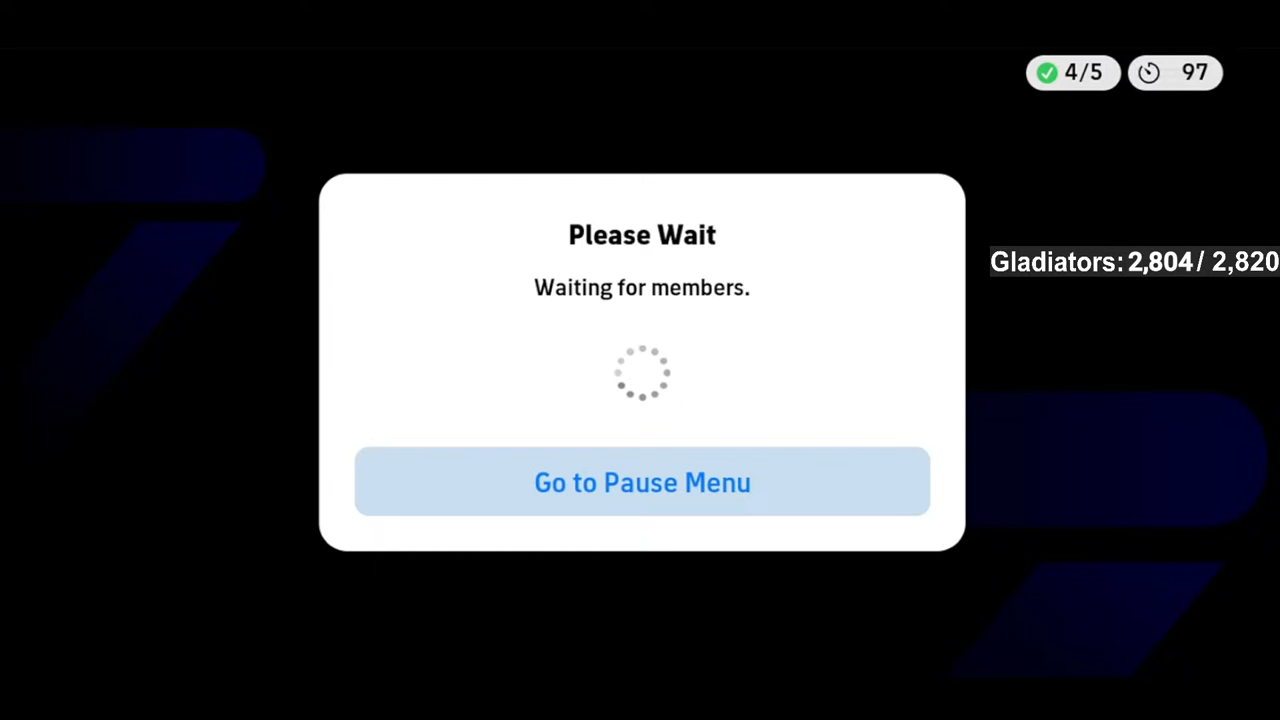 4/5
97
Please Wait
Waiting for members.
Gladiators: 2,804 / 2,820
Go to Pause Menu